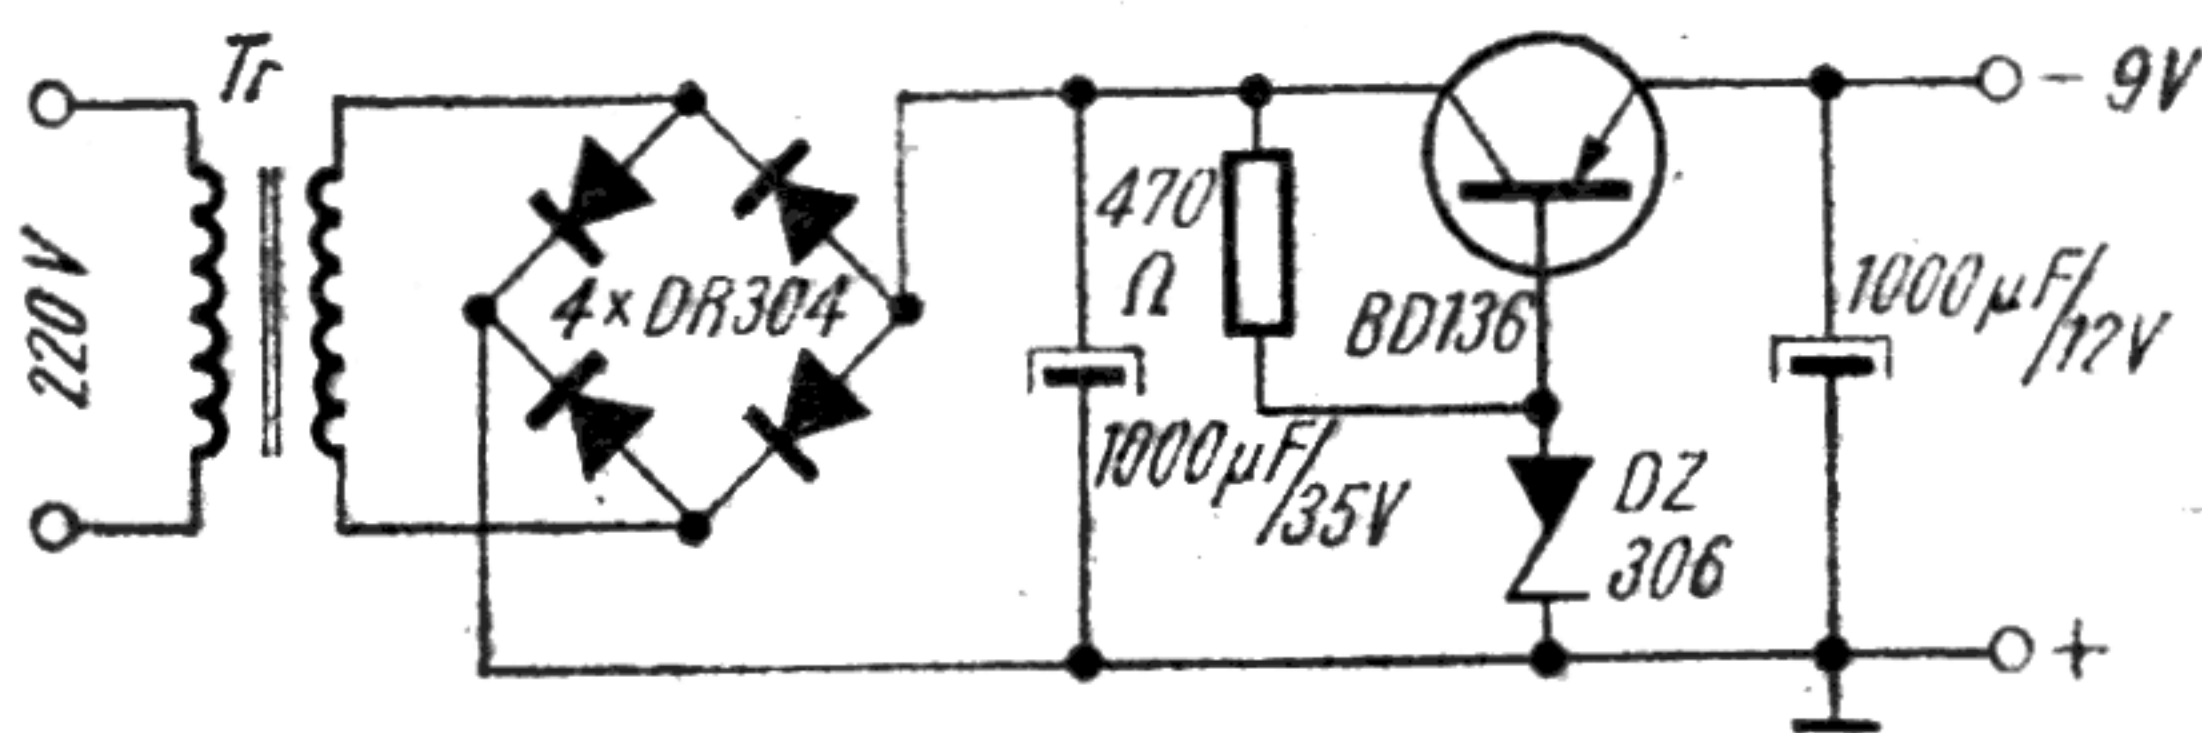 Tr
220 V
4×DR304
470
Ω
1000µF/35V
BD136
DZ
306
- 9V
1000µF/12V
+